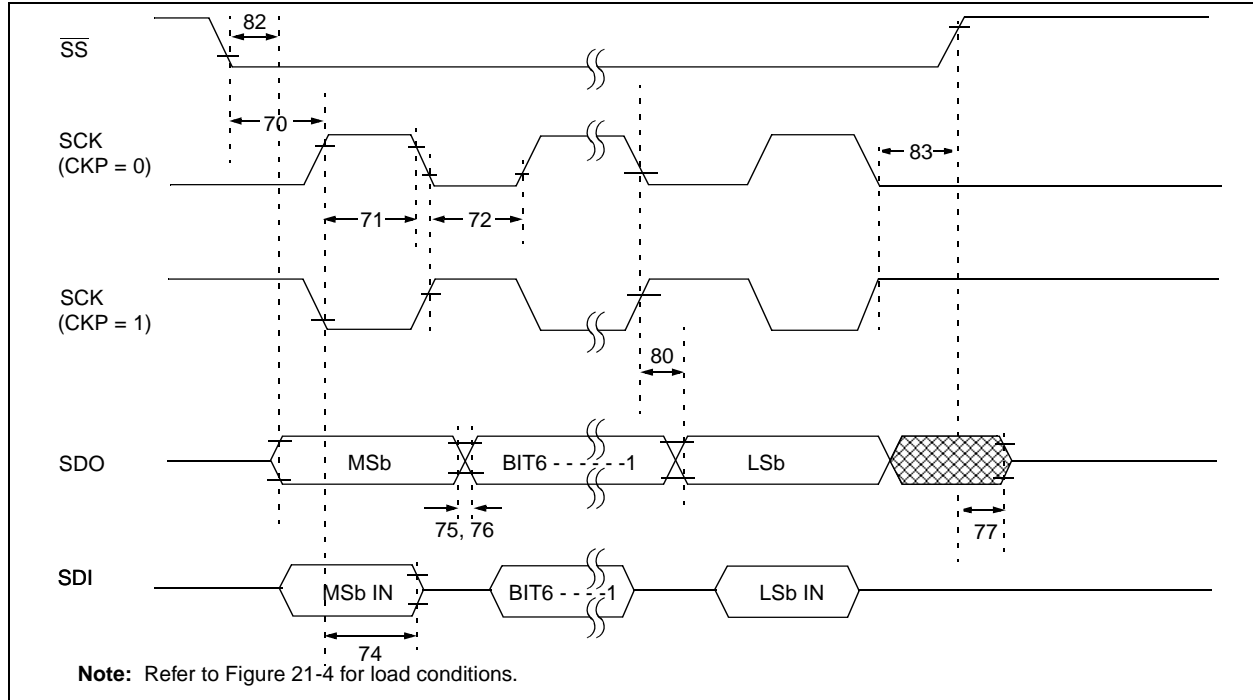 82
SS
70
SCK
(CKP = 0)
83
71
72
SCK
(CKP = 1)
80
SDO
MSb
BIT6 - - - - - -1
LSb
75, 76
77
SDI
MSb IN
BIT6 - - - -1
LSb IN
74
Note: Refer to Figure 21-4 for load conditions.